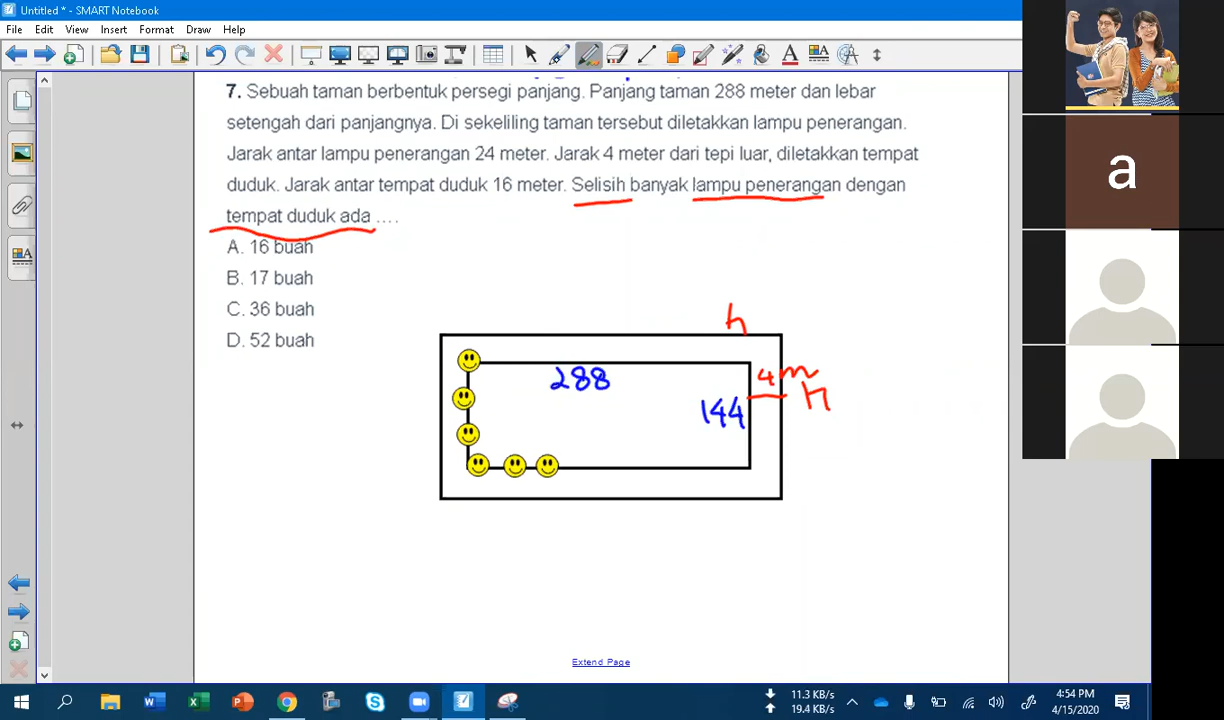 Untitled * - SMART Notebook
File Edit View Insert Format Draw Help
7. Sebuah taman berbentuk persegi panjang. Panjang taman 288 meter dan lebar
setengah dari panjangnya. Di sekeliling taman tersebut diletakkan lampu penerangan.
Jarak antar lampu penerangan 24 meter. Jarak 4 meter dari tepi luar, diletakkan tempat
duduk. Jarak antar tempat duduk 16 meter. Selisih banyak lampu penerangan dengan
tempat duduk ada ....
A. 16 buah
B. 17 buah
C. 36 buah
D. 52 buah
h
288
4m
h
144
Extend Page
a
11.3 KB/s
19.4 KB/s
4:54 PM
4/15/2020